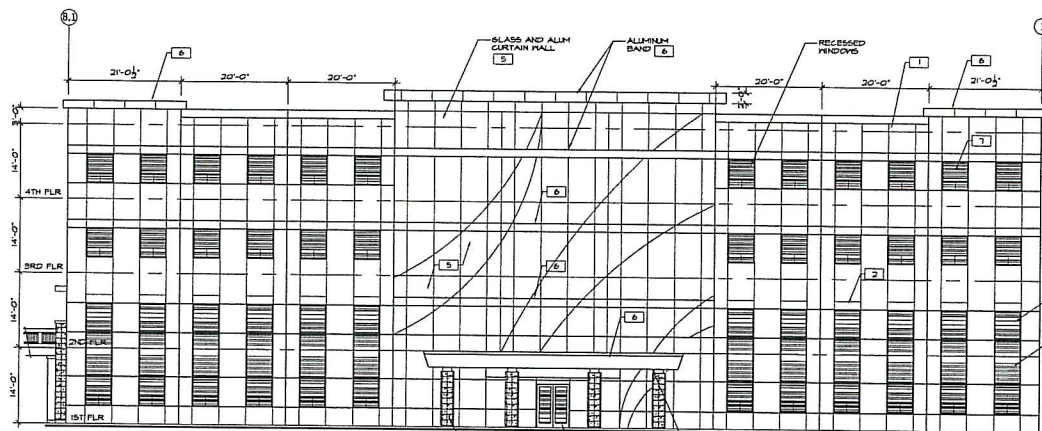 8.1
6
GLASS AND ALUM
CURTAIN WALL
5
ALUMINUM
BAND 6
RECESSED
WINDOWS
1
6
21'-0½"
20'-0"
20'-0"
20'-0"
20'-0"
21'-0½"
7
14'-0"
4TH FLR
6
14'-0"
3RD FLR
5
6
2
14'-0"
2ND FLR
6
14'-0"
1ST FLR